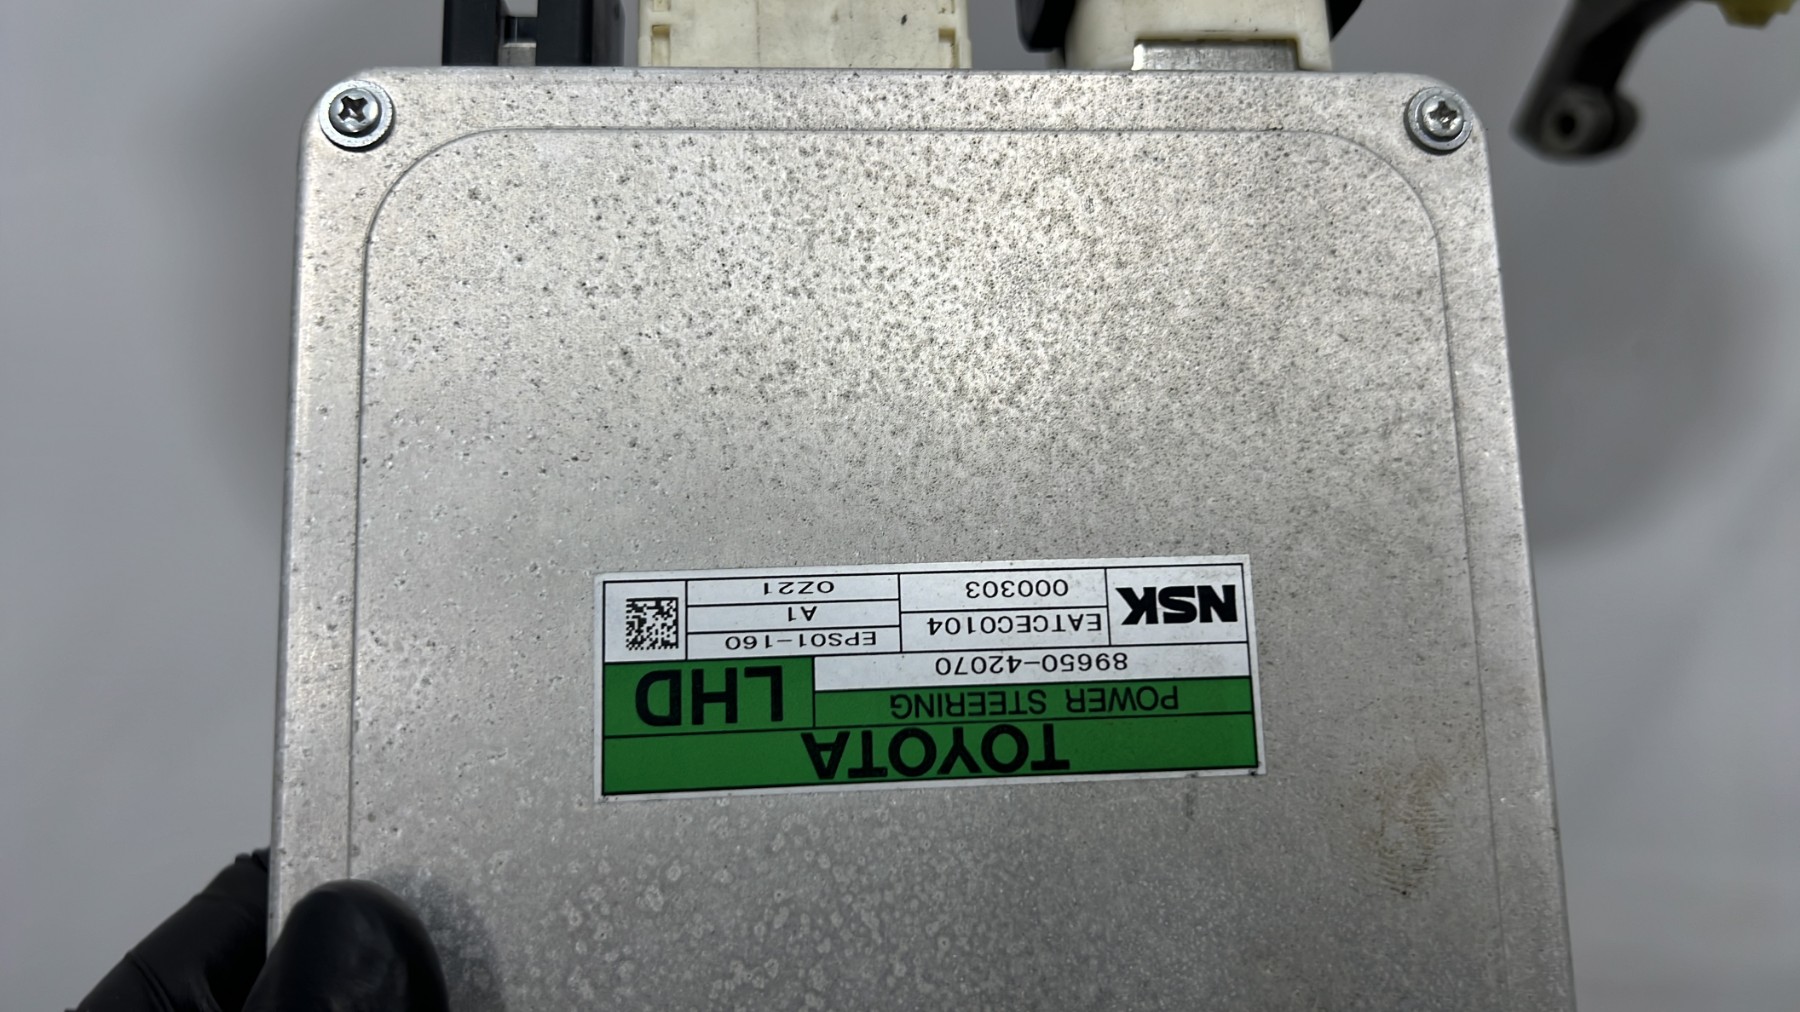 TOYOTA
POWER STEERING
LHD
89650-42070
NSK
EATCEC0104
000303
EPS01-160
A1
0Z21